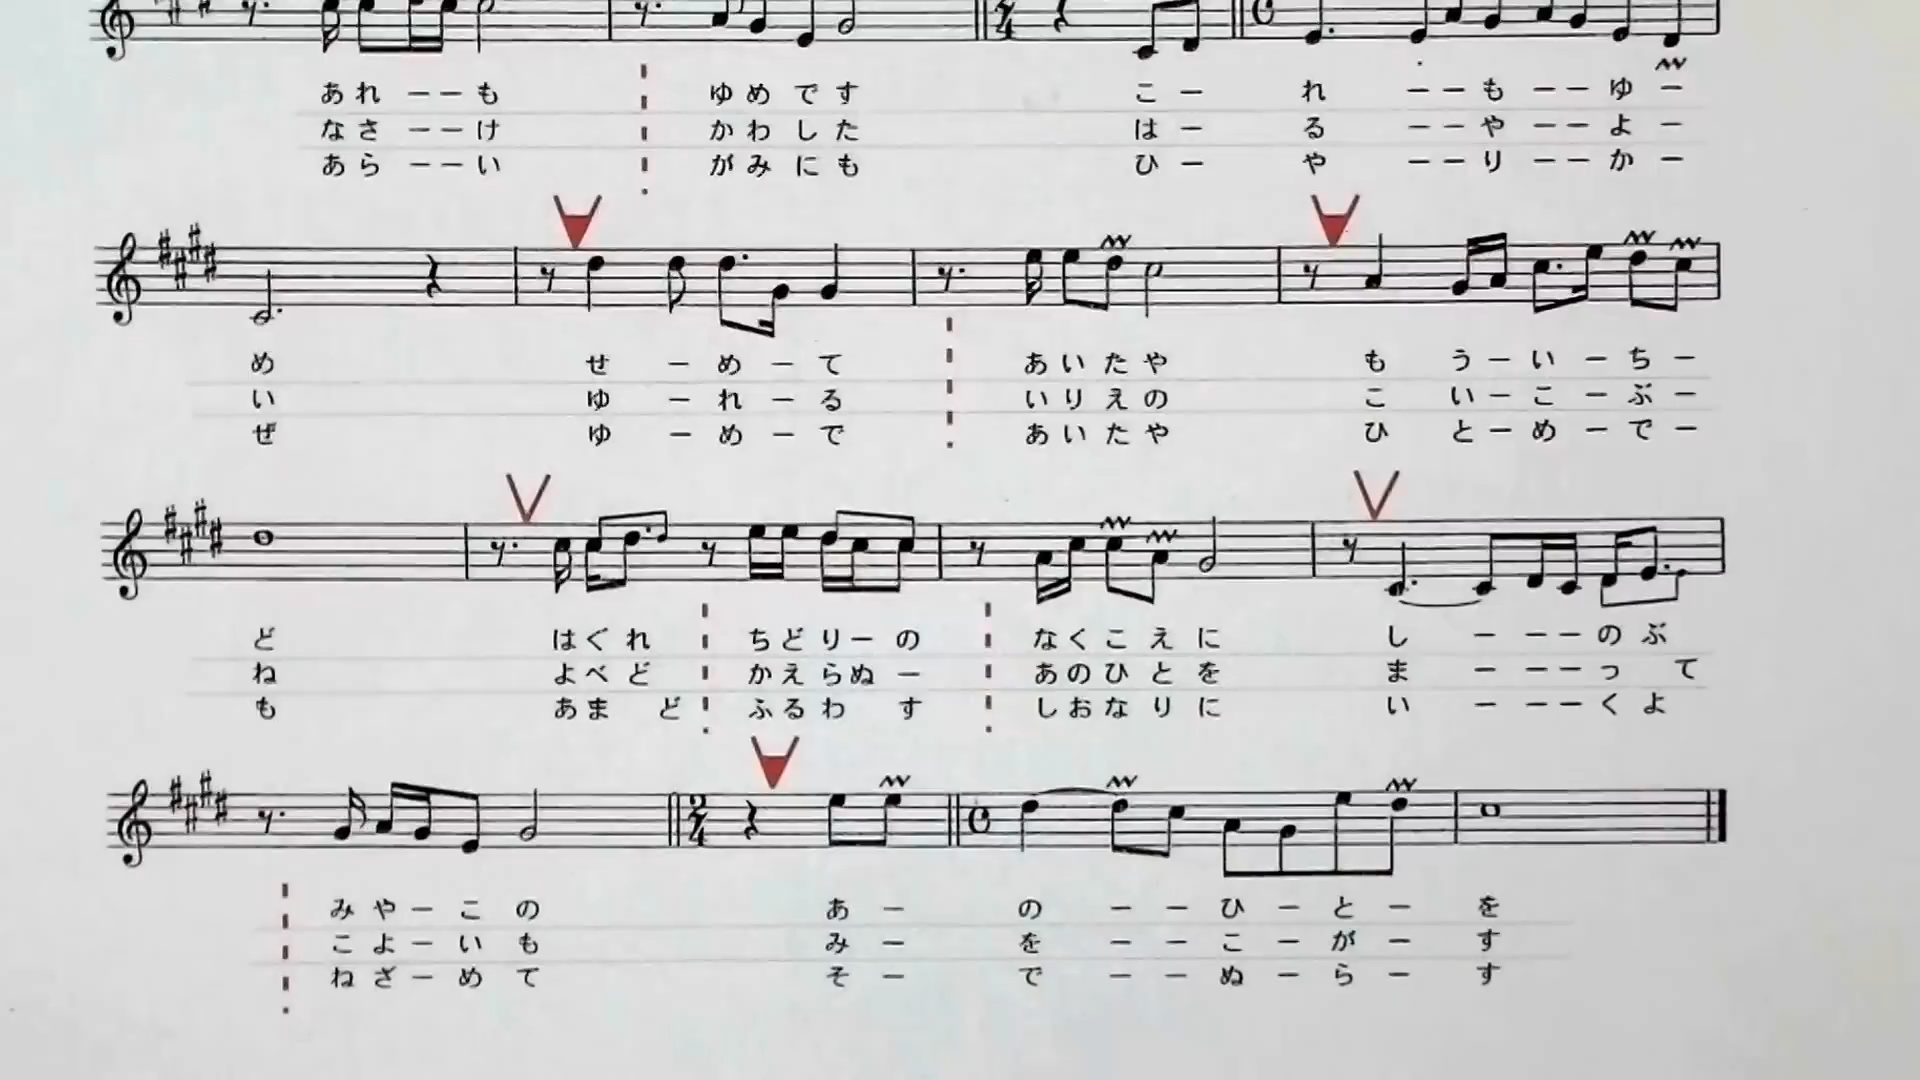 あれ ーーも ゆめです こー れ ーーも ーーゆー
なさ ーーけ かわした はー る ーーや ーーよー
あら ーーい がみにも ひー や ーーり ーーかー
め せ ーめーて あいたや も うーいーちー
い ゆ ーれーる いりえの こ いーこーぶー
ぜ ゆ ーめーで あいたや ひ とーめーでー
ど はぐれ ちどりーの なくこえに し ーーーのぶ
ね よべど かえらぬー あのひとを ま ーーーって
も あまど ふるわす しおなりに い ーーーくよ
2 4 C
みやーこの あー の ーーひーとー を
こよーいも みー を ーーこーがー す
ねざーめて そー で ーーぬーらー す